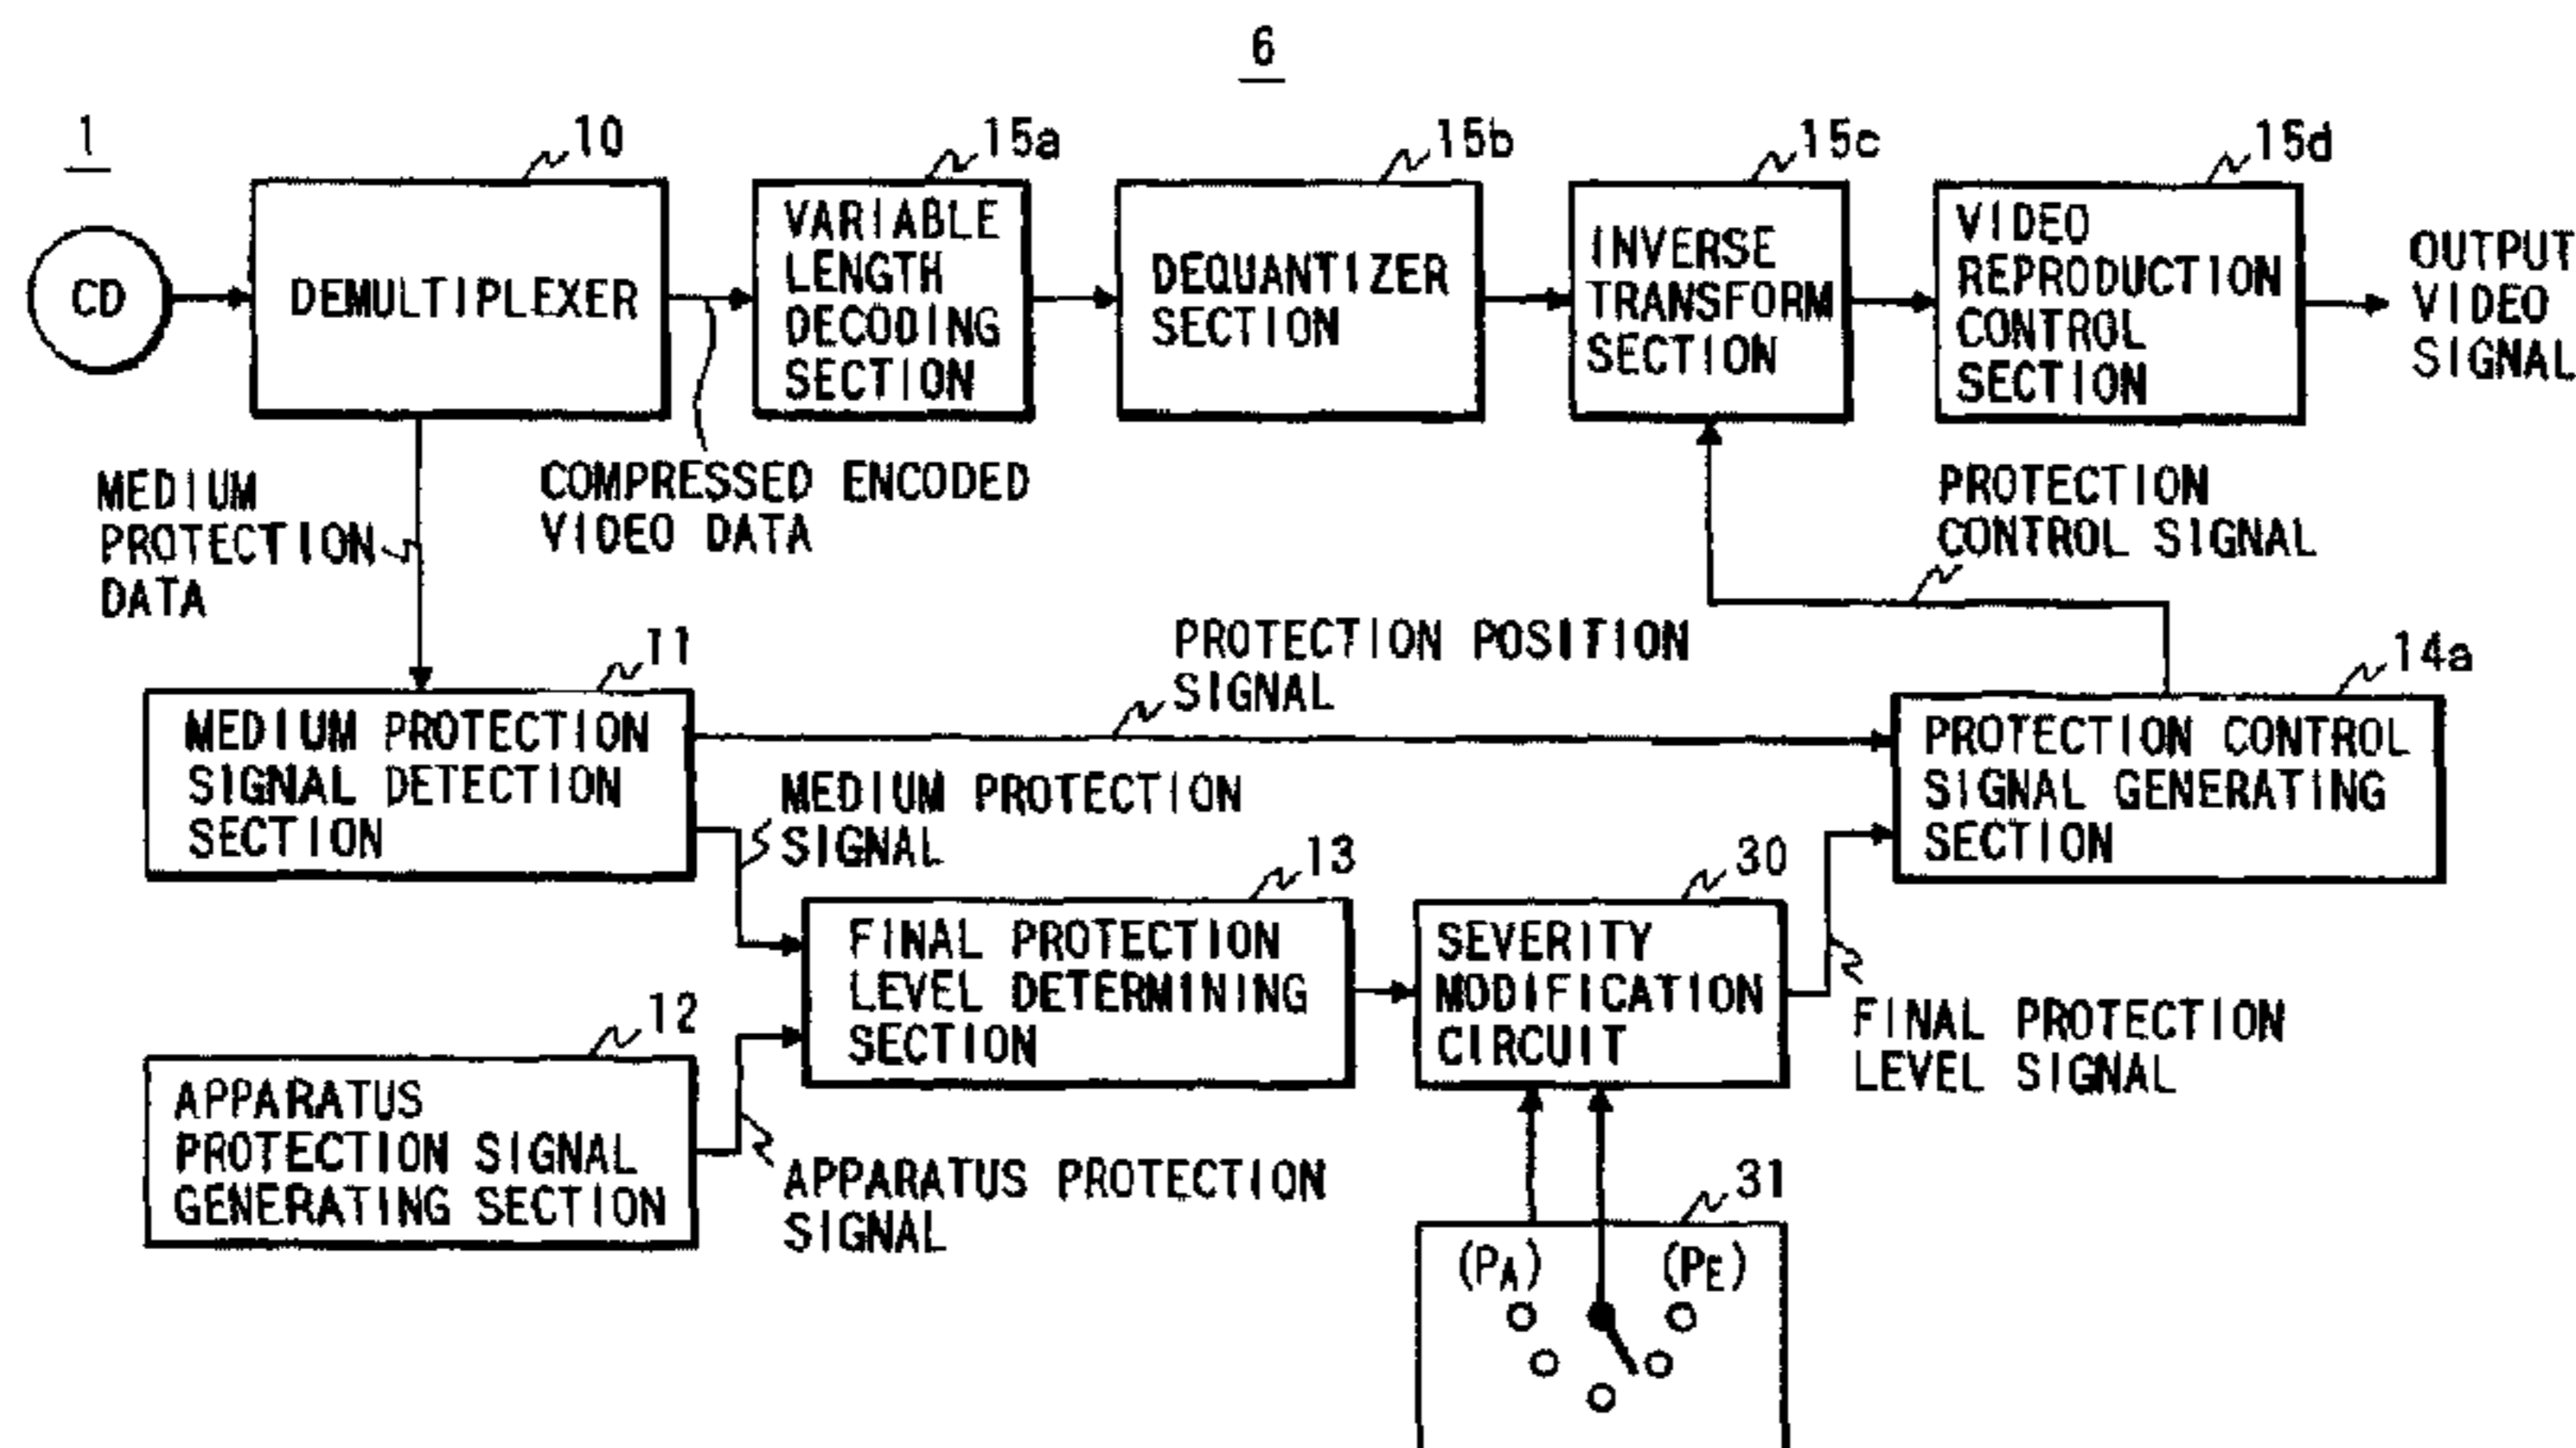 6
1
10
15a
15b
15c
15d
CD
DEMULTIPLEXER
VARIABLE
LENGTH
DECODING
SECTION
DEQUANTIZER
SECTION
INVERSE
TRANSFORM
SECTION
VIDEO
REPRODUCTION
CONTROL
SECTION
OUTPUT
VIDEO
SIGNAL
MEDIUM
PROTECTION
DATA
COMPRESSED ENCODED
VIDEO DATA
PROTECTION
CONTROL SIGNAL
11
PROTECTION POSITION
SIGNAL
14a
MEDIUM PROTECTION
SIGNAL DETECTION
SECTION
PROTECTION CONTROL
SIGNAL GENERATING
SECTION
MEDIUM PROTECTION
SIGNAL
13
30
FINAL PROTECTION
LEVEL DETERMINING
SECTION
SEVERITY
MODIFICATION
CIRCUIT
FINAL PROTECTION
LEVEL SIGNAL
12
APPARATUS
PROTECTION SIGNAL
GENERATING SECTION
APPARATUS PROTECTION
SIGNAL
31
(PA)
(PE)